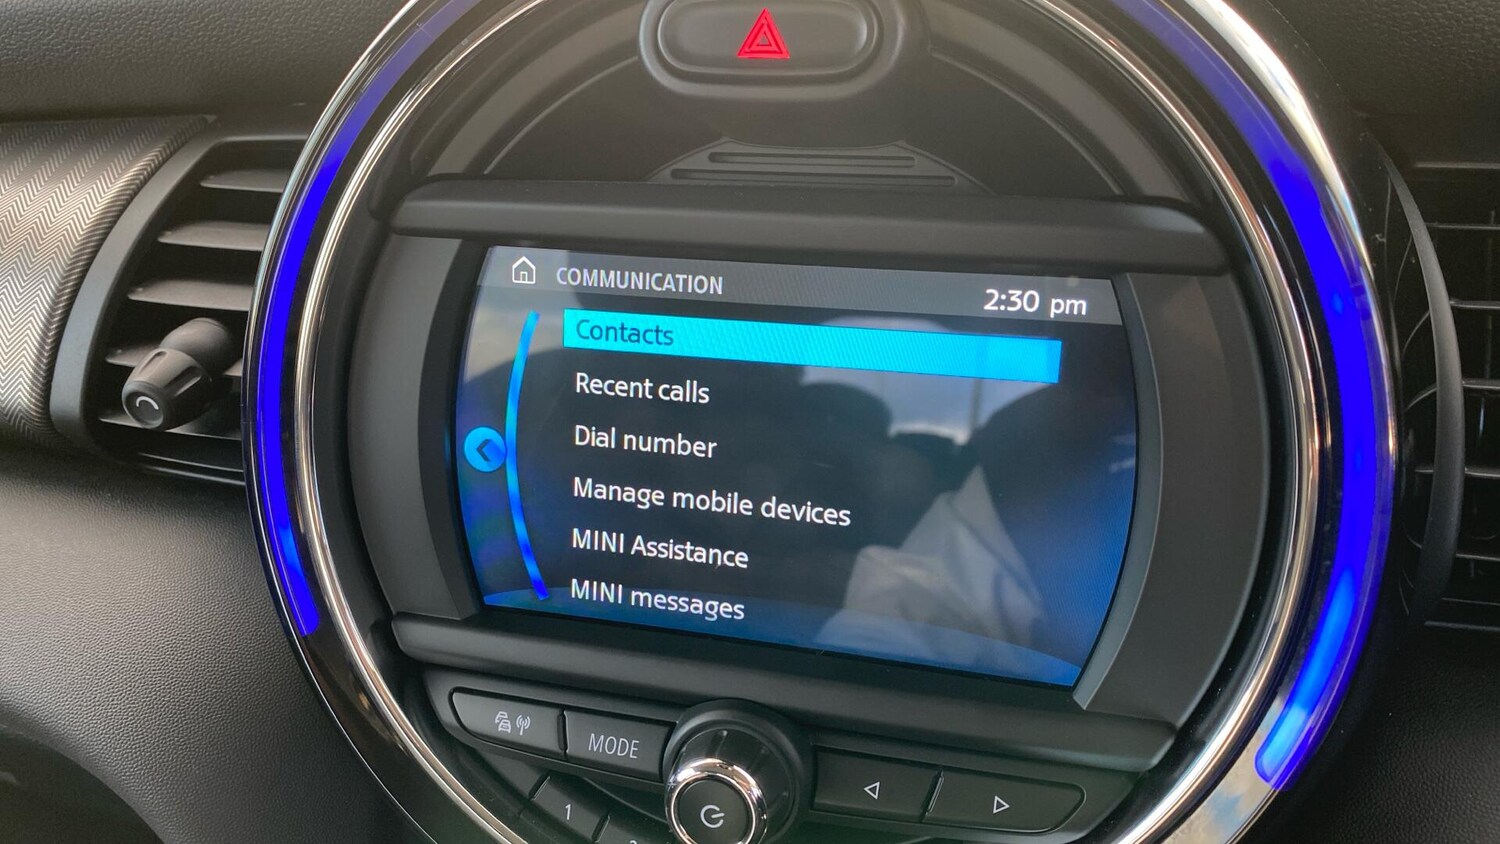 COMMUNICATION
2:30 pm
Contacts
Recent calls
Dial number
Manage mobile devices
MINI Assistance
MINI messages
MODE
1